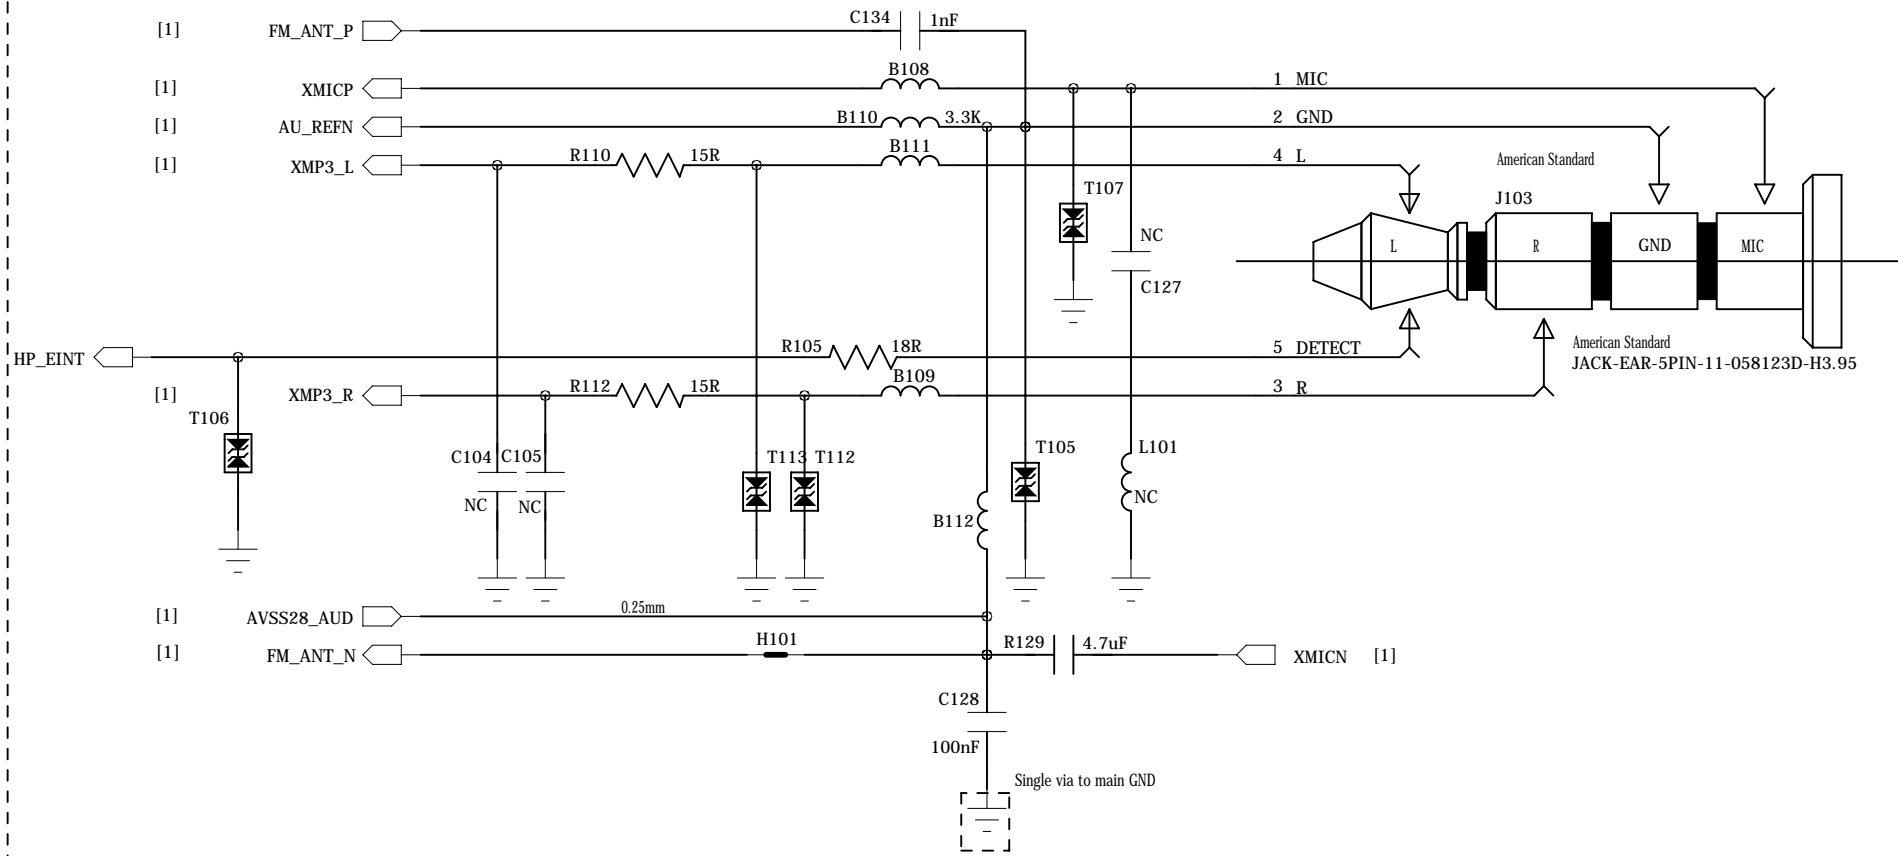 [1] FM_ANT_P C134 1nF
[1] XMICP B108 1 MIC
[1] AU_REFN B110 3.3K 2 GND
[1] XMP3_L R110 15R B111 4 L
American Standard
T107
J103
NC
C127
L R GND MIC
HP_EINT R105 18R 5 DETECT
American Standard
JACK-EAR-5PIN-11-058123D-H3.95
[1] XMP3_R R112 15R B109 3 R
T106
C104 C105 T113 T112 T105 L101
NC NC NC
B112
[1] AVSS28_AUD 0.25mm
[1] FM_ANT_N H101 R129 4.7uF XMICN [1]
C128
100nF
Single via to main GND